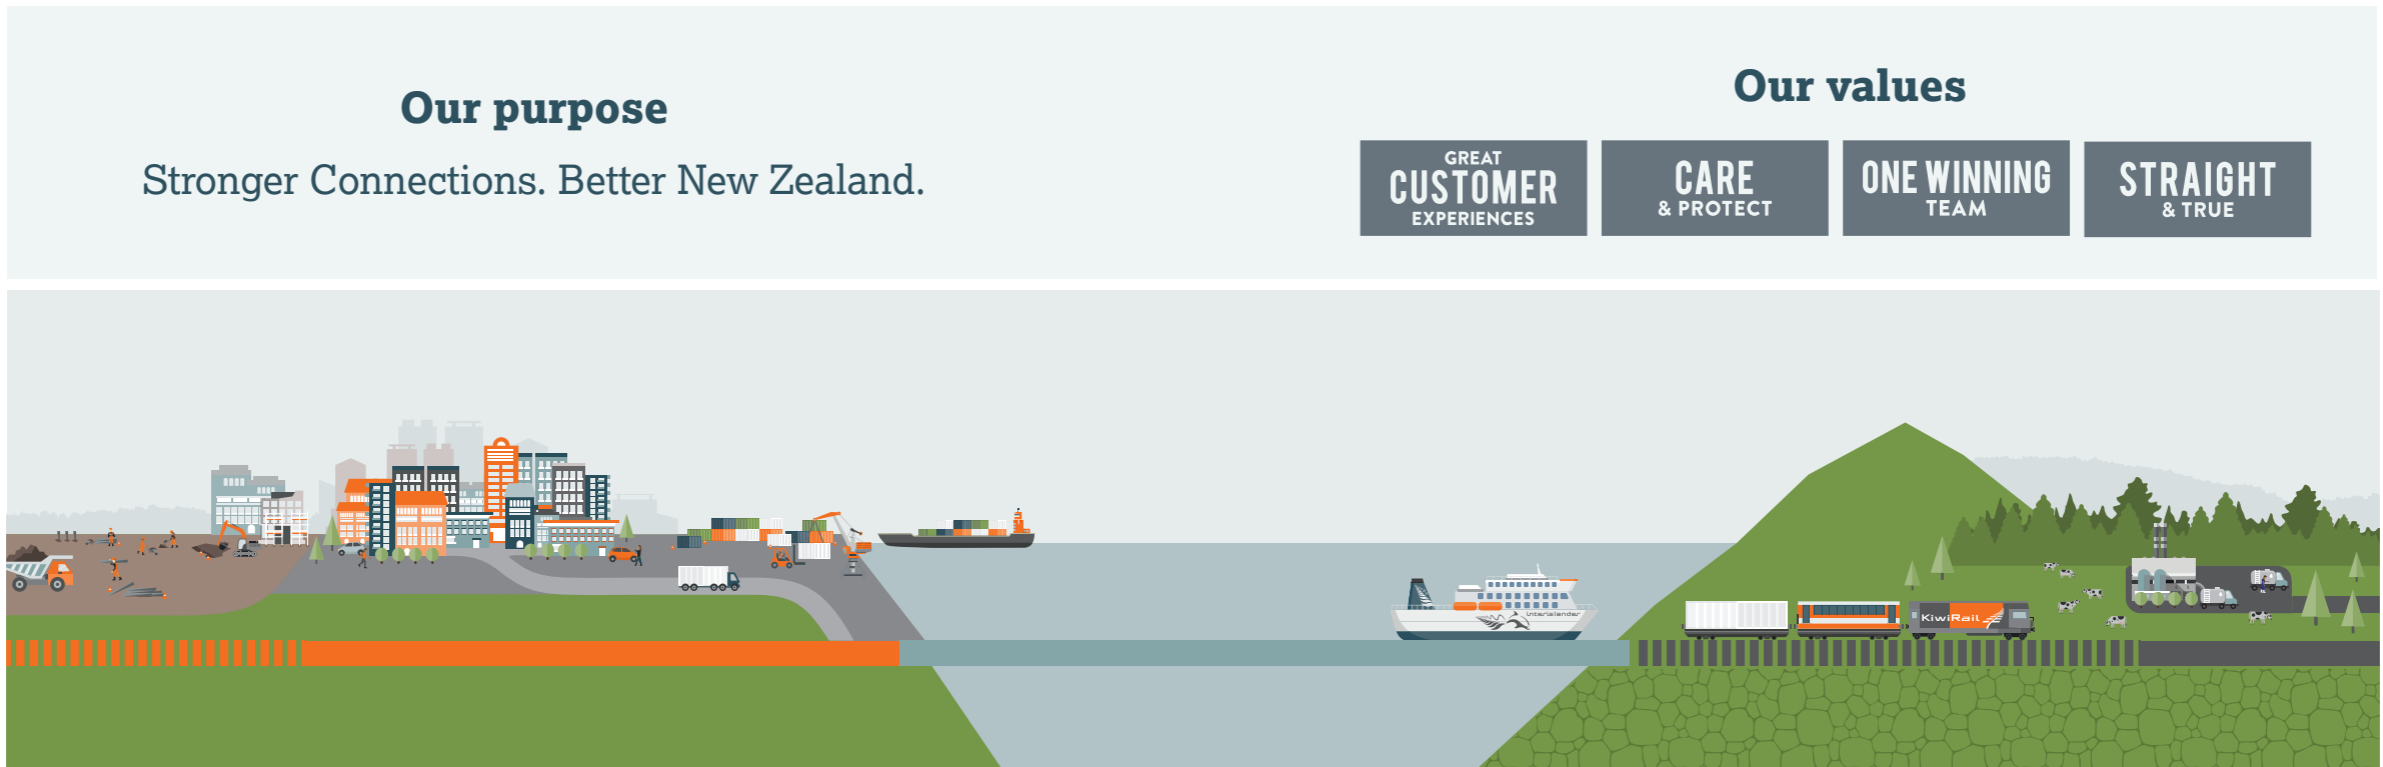 Our purpose
Stronger Connections. Better New Zealand.
Our values
GREAT
CUSTOMER
EXPERIENCES
CARE
& PROTECT
ONE WINNING
TEAM
STRAIGHT
& TRUE
interislander
KiwiRail